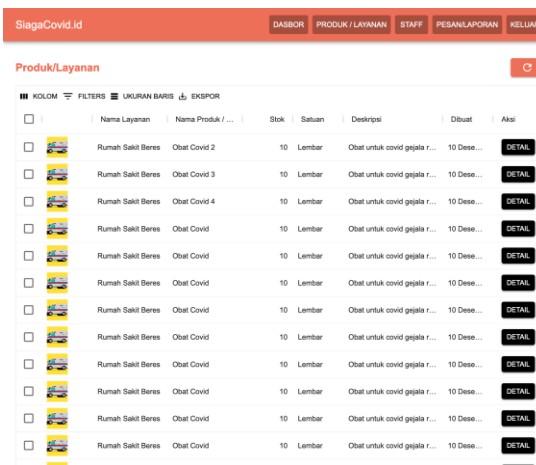 SiagaCovid.id DASBOR PRODUK / LAYANAN STAFF PESAN/LAPORAN KELUAR
Produk/Layanan
KOLOM FILTERS UKURAN BARIS EKSPOR
Nama Layanan Nama Produk / ... Stok Satuan Deskripsi Dibuat Aksi
Rumah Sakit Beres Obat Covid 2 10 Lembar Obat untuk covid gejala r... 10 Dese... DETAIL
Rumah Sakit Beres Obat Covid 3 10 Lembar Obat untuk covid gejala r... 10 Dese... DETAIL
Rumah Sakit Beres Obat Covid 4 10 Lembar Obat untuk covid gejala r... 10 Dese... DETAIL
Rumah Sakit Beres Obat Covid 10 Lembar Obat untuk covid gejala r... 10 Dese... DETAIL
Rumah Sakit Beres Obat Covid 10 Lembar Obat untuk covid gejala r... 10 Dese... DETAIL
Rumah Sakit Beres Obat Covid 10 Lembar Obat untuk covid gejala r... 10 Dese... DETAIL
Rumah Sakit Beres Obat Covid 10 Lembar Obat untuk covid gejala r... 10 Dese... DETAIL
Rumah Sakit Beres Obat Covid 10 Lembar Obat untuk covid gejala r... 10 Dese... DETAIL
Rumah Sakit Beres Obat Covid 10 Lembar Obat untuk covid gejala r... 10 Dese... DETAIL
Rumah Sakit Beres Obat Covid 10 Lembar Obat untuk covid gejala r... 10 Dese... DETAIL
Rumah Sakit Beres Obat Covid 10 Lembar Obat untuk covid gejala r... 10 Dese... DETAIL
Rumah Sakit Beres Obat Covid 10 Lembar Obat untuk covid gejala r... 10 Dese... DETAIL